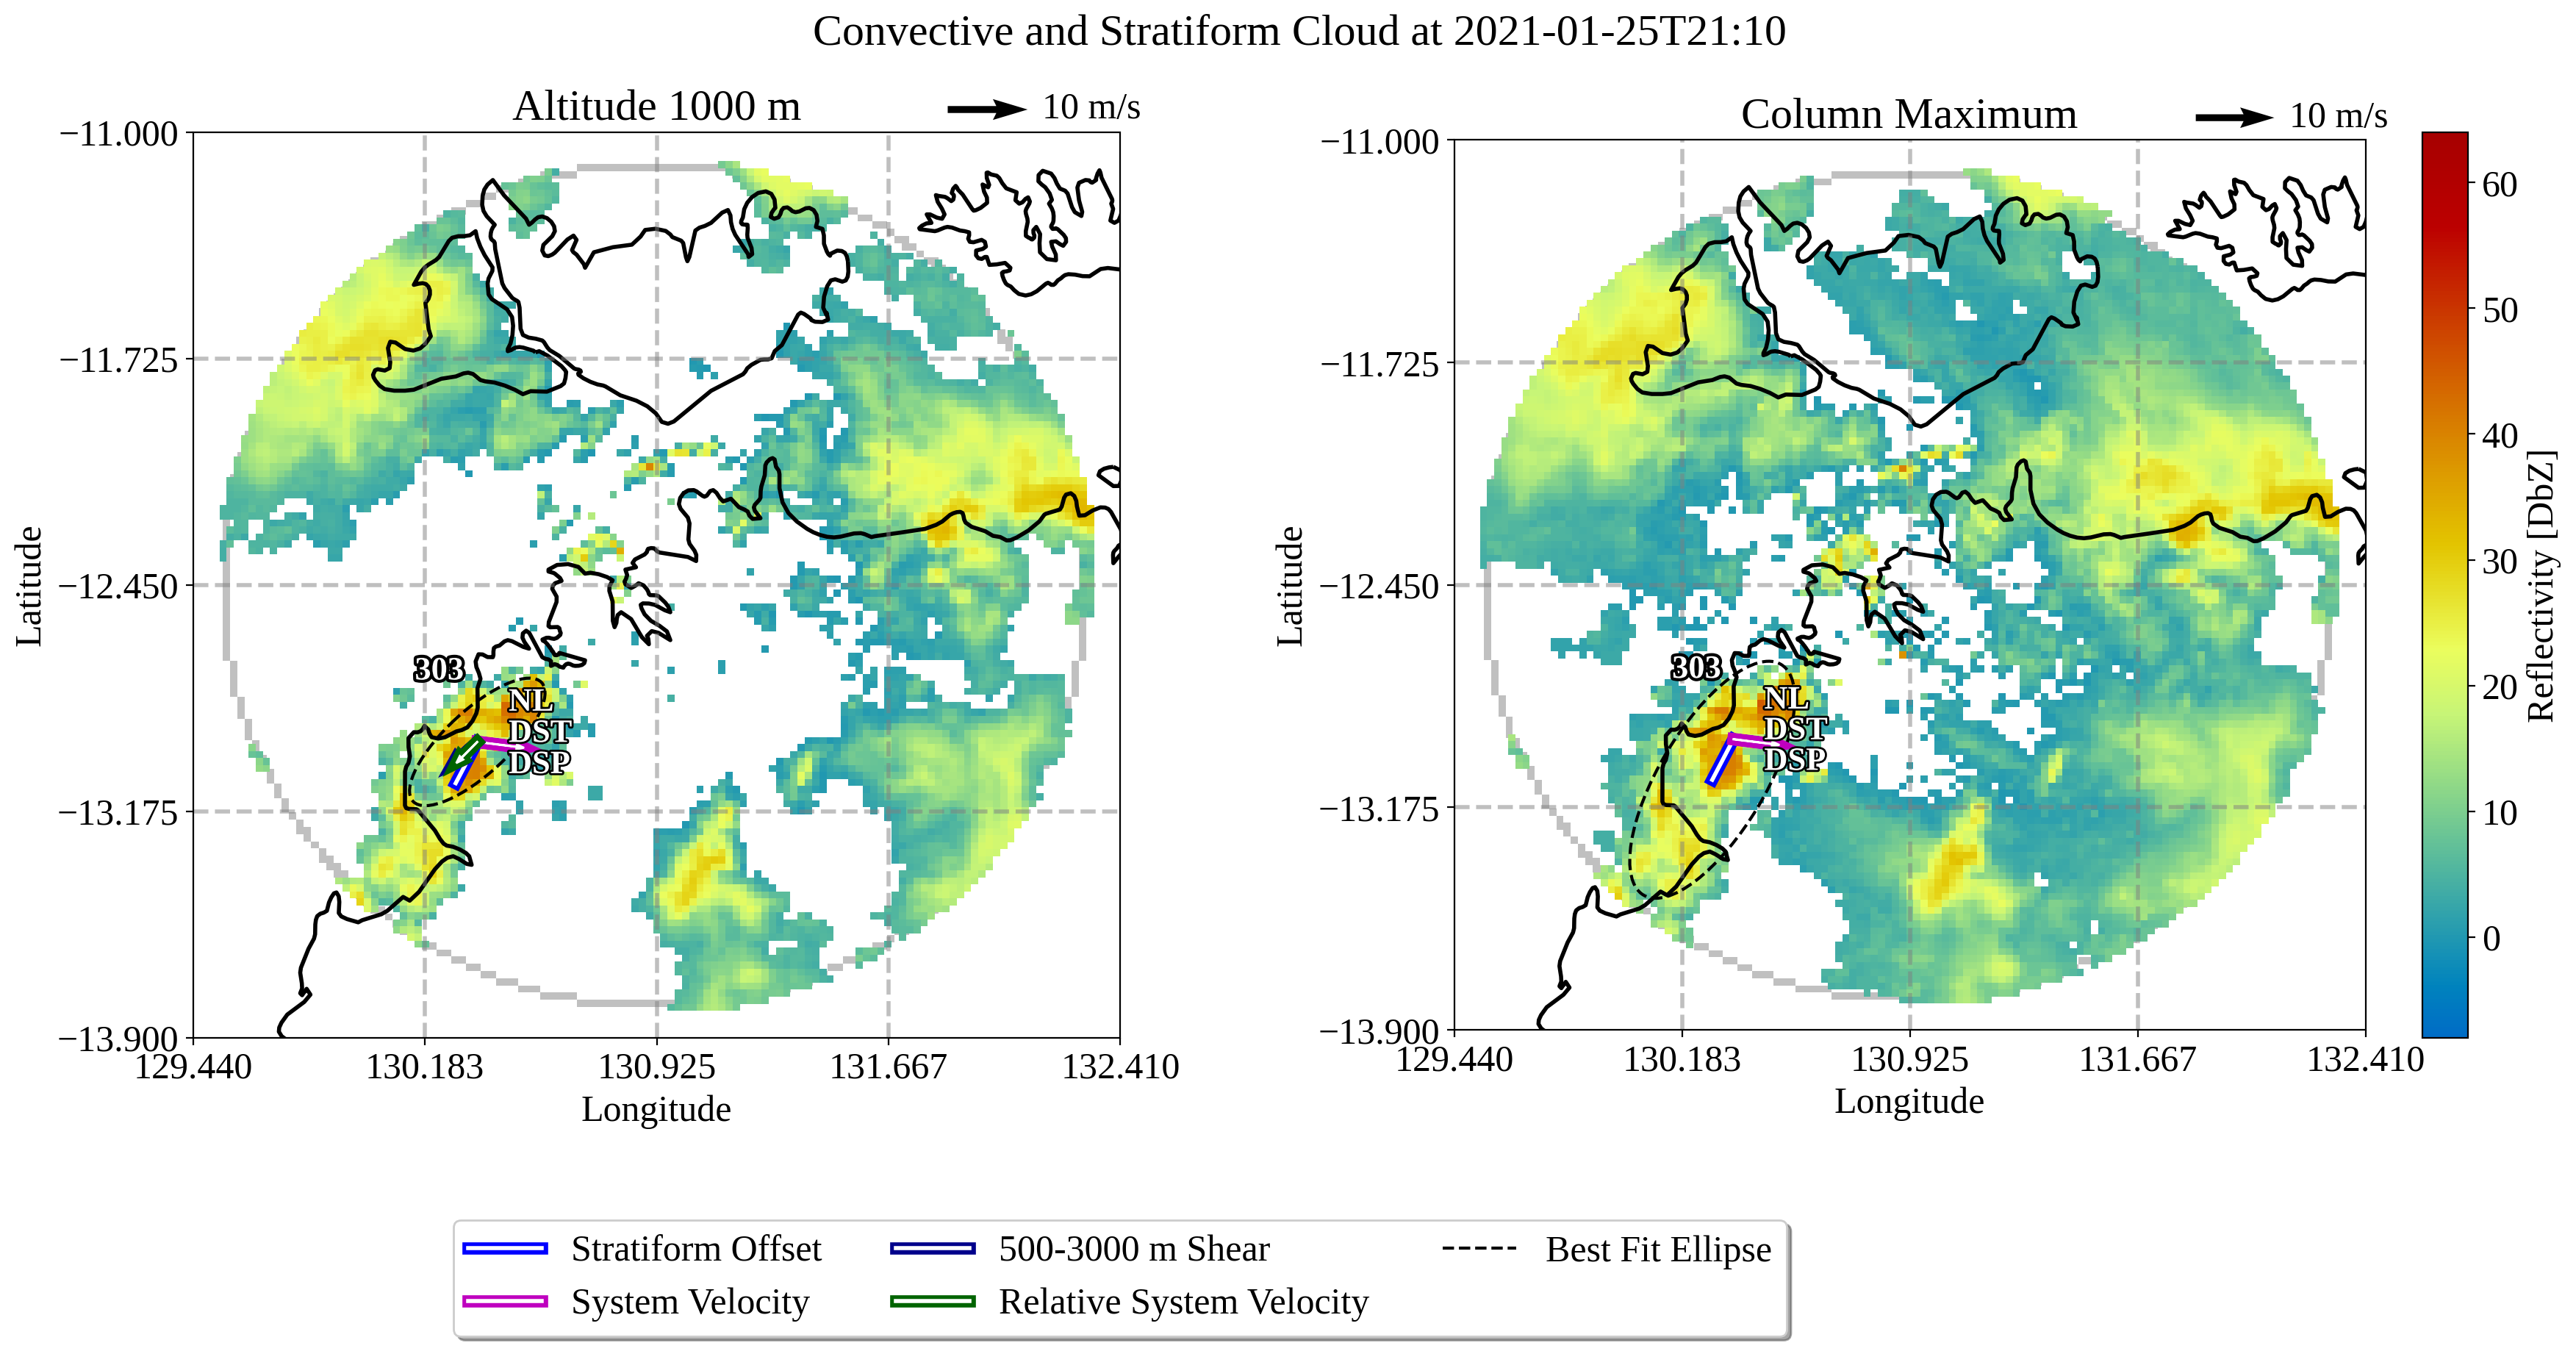 Convective and Stratiform Cloud at 2021-01-25T21:10
Altitude 1000 m
10 m/s
−11.000
−11.725
−12.450
−13.175
−13.900
Latitude
129.440
130.183
130.925
131.667
132.410
Longitude
303
NL
DST
DSP
Column Maximum
10 m/s
−11.000
−11.725
−12.450
−13.175
−13.900
Latitude
129.440
130.183
130.925
131.667
132.410
Longitude
303
NL
DST
DSP
60
50
40
30
20
10
0
Reflectivity [DbZ]
Stratiform Offset
System Velocity
500-3000 m Shear
Relative System Velocity
Best Fit Ellipse